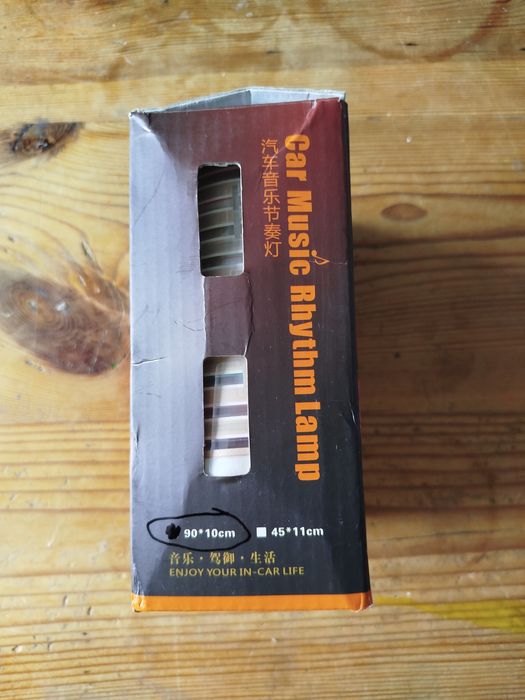 Car Music Rhythm Lamp
汽车音乐节奏灯
90*10cm
45*11cm
音乐·驾御·生活
ENJOY YOUR IN-CAR LIFE